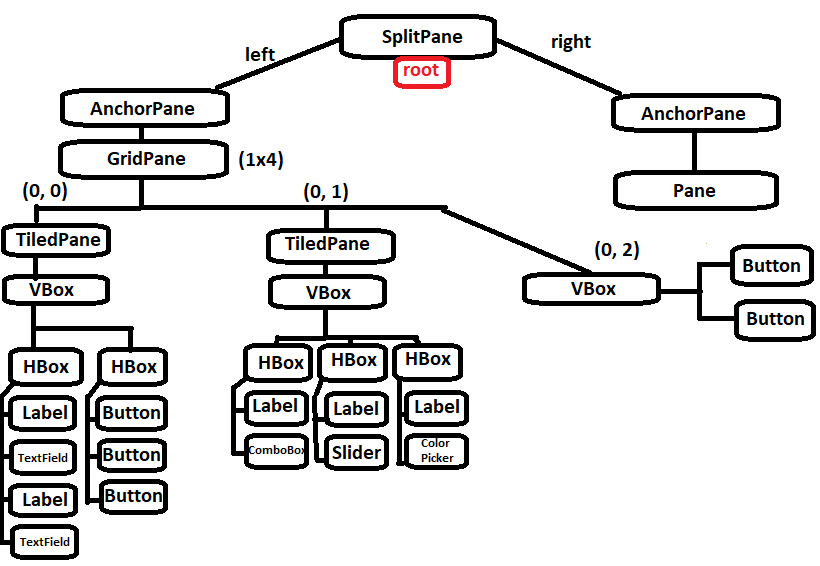 SplitPane
root
left
right
AnchorPane
AnchorPane
GridPane
(1x4)
Pane
(0, 0)
(0, 1)
(0, 2)
TiledPane
TiledPane
VBox
VBox
VBox
Button
Button
HBox
HBox
HBox
HBox
HBox
Label
Button
Label
Label
Label
TextField
Button
ComboBox
Slider
Color
Picker
Label
Button
TextField